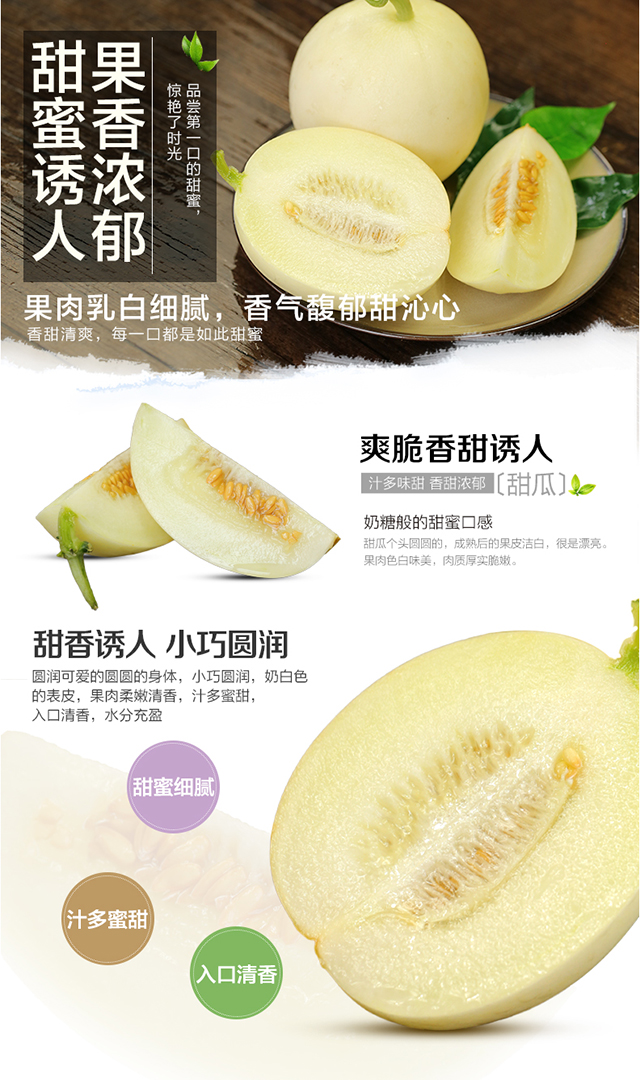 果香浓郁
甜蜜诱人
品尝第一口的甜蜜，
惊艳了时光
果肉乳白细腻，香气馥郁甜沁心
香甜清爽，每一口都是如此甜蜜
爽脆香甜诱人
汁多味甜 香甜浓郁 〔甜瓜〕
奶糖般的甜蜜口感
甜瓜个头圆圆的，成熟后的果皮洁白，很是漂亮。
果肉色白味美，肉质厚实脆嫩。
甜香诱人 小巧圆润
圆润可爱的圆圆的身体，小巧圆润，奶白色
的表皮，果肉柔嫩清香，汁多蜜甜，
入口清香，水分充盈
甜蜜细腻
汁多蜜甜
入口清香